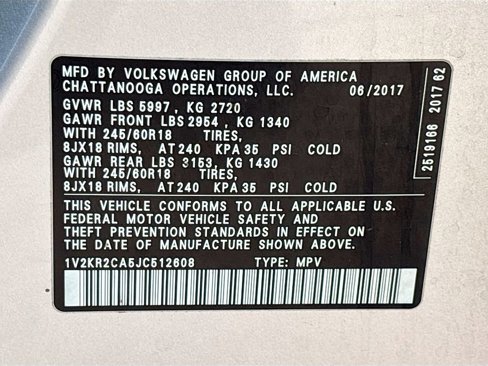 MFD BY VOLKSWAGEN GROUP OF AMERICA
CHATTANOOGA OPERATIONS, LLC. 06/2017
GVWR LBS 5997, KG 2720
GAWR FRONT LBS 2954, KG 1340
WITH 245/60R18 TIRES,
8JX18 RIMS, AT 240 KPA 35 PSI COLD
GAWR REAR LBS 3153, KG 1430
WITH 245/60R18 TIRES,
8JX18 RIMS, AT 240 KPA 35 PSI COLD
THIS VEHICLE CONFORMS TO ALL APPLICABLE U.S.
FEDERAL MOTOR VEHICLE SAFETY AND
THEFT PREVENTION STANDARDS IN EFFECT ON
THE DATE OF MANUFACTURE SHOWN ABOVE.
1V2KR2CA5JC512608 TYPE: MPV
2519166 2017 62